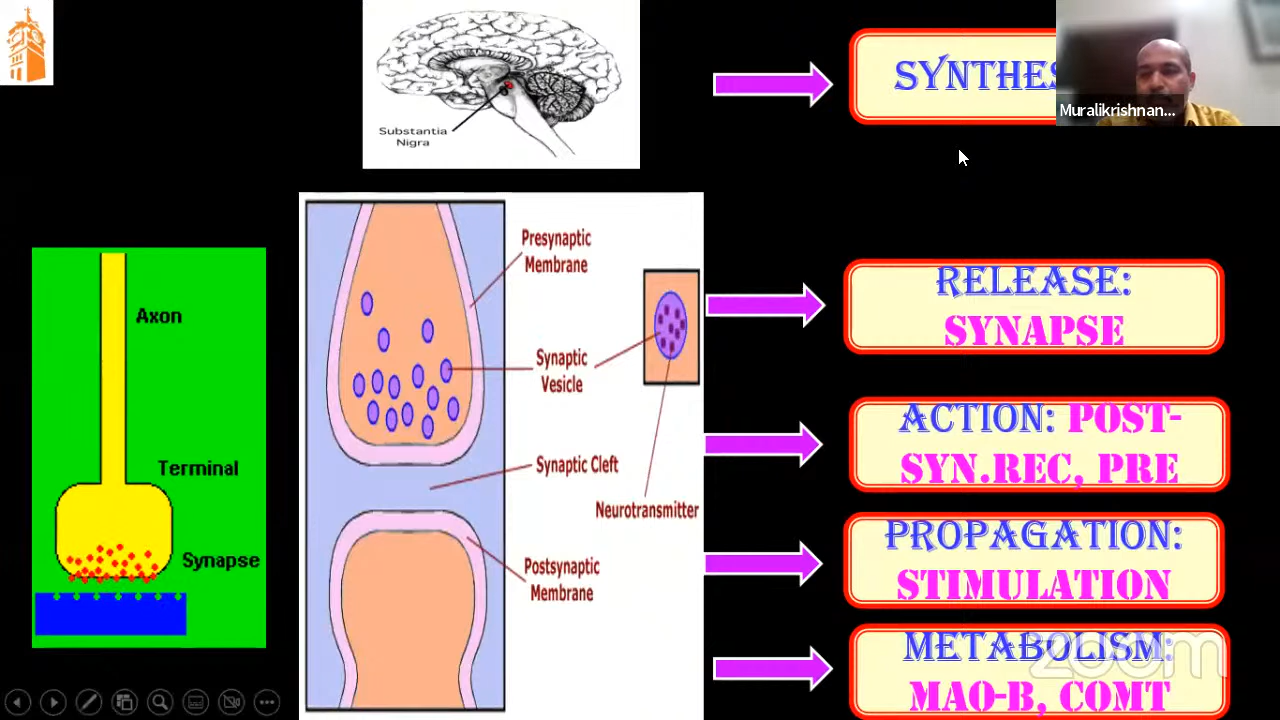 Substantia
Nigra
Muralikrishnan...
Axon
Terminal
Synapse
Presynaptic
Membrane
Synaptic
Vesicle
Synaptic Cleft
Neurotransmitter
Postsynaptic
Membrane
RELEASE:
SYNAPSE
ACTION: POST-
SYN.REC, PRE
PROPAGATION:
STIMULATION
METABOLISM:
MAO-B, COMT
zoom